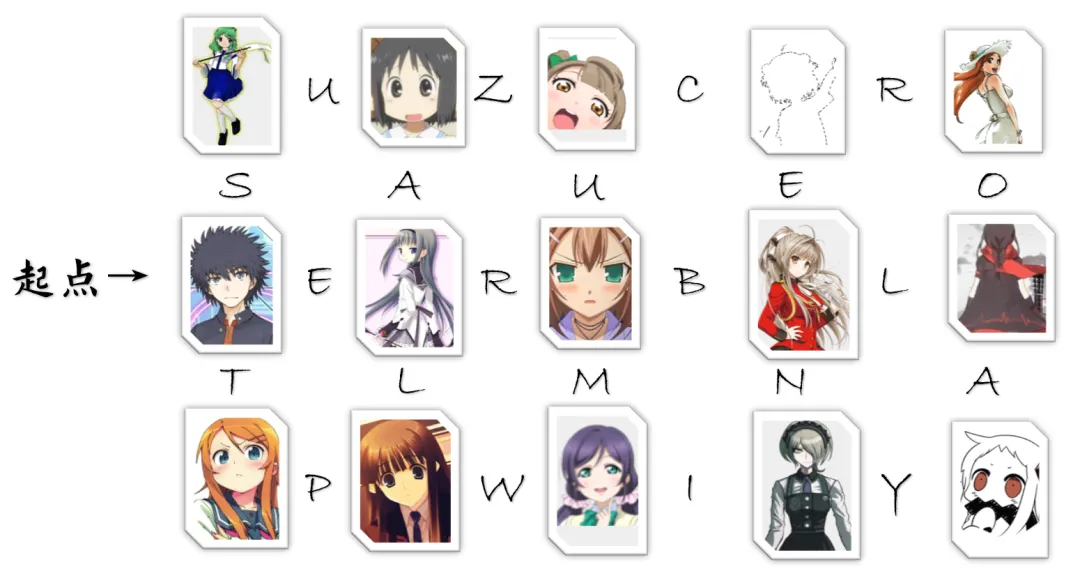 U Z C R
S A U E O
起点→ E R B L
T L M N A
P W I Y